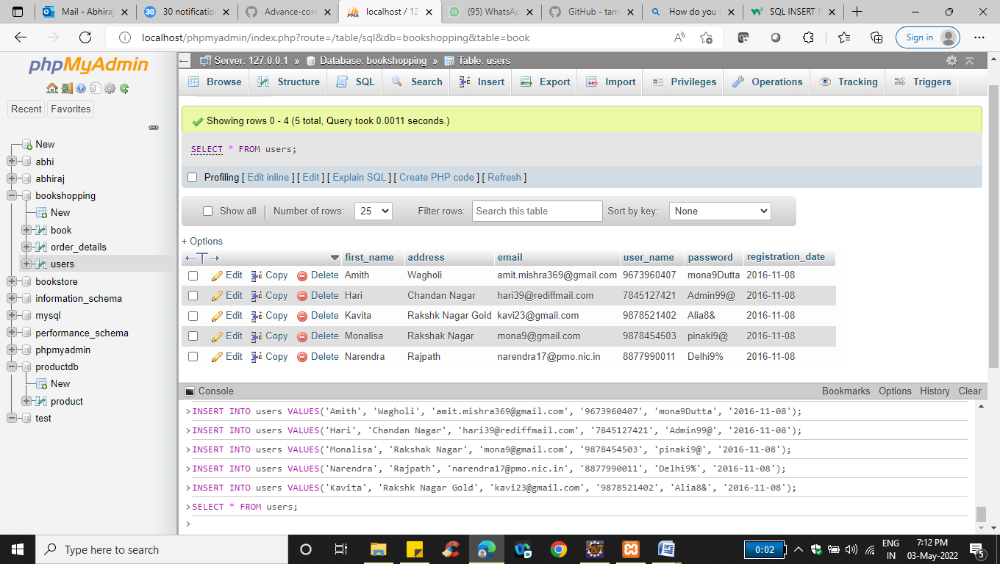 Mail - Abhiraj
30 notification
Advance-core
localhost / 12
(95) WhatsAp
GitHub - tam
How do you i
SQL INSERT IN
localhost/phpmyadmin/index.php?route=/table/sql&db=bookshopping&table=book
Sign in
phpMyAdmin
Recent Favorites
New
abhi
abhiraj
bookshopping
New
book
order_details
users
bookstore
information_schema
mysql
performance_schema
phpmyadmin
productdb
New
product
test
Server: 127.0.0.1 » Database: bookshopping » Table: users
Browse Structure SQL Search Insert Export Import Privileges Operations Tracking Triggers
Showing rows 0 - 4 (5 total, Query took 0.0011 seconds.)
SELECT * FROM users;
Profiling [ Edit inline ] [ Edit ] [ Explain SQL ] [ Create PHP code ] [ Refresh ]
Show all | Number of rows: 25 Filter rows: Search this table Sort by key: None
+ Options
←T→ first_name address email user_name password registration_date
Edit Copy Delete Amith Wagholi amit.mishra369@gmail.com 9673960407 mona9Dutta 2016-11-08
Edit Copy Delete Hari Chandan Nagar hari39@rediffmail.com 7845127421 Admin99@ 2016-11-08
Edit Copy Delete Kavita Rakshk Nagar Gold kavi23@gmail.com 9878521402 Alia8& 2016-11-08
Edit Copy Delete Monalisa Rakshak Nagar mona9@gmail.com 9878454503 pinaki9@ 2016-11-08
Edit Copy Delete Narendra Rajpath narendra17@pmo.nic.in 8877990011 Delhi9% 2016-11-08
Console Bookmarks Options History Clear
>INSERT INTO users VALUES('Amith', 'Wagholi', 'amit.mishra369@gmail.com', '9673960407', 'mona9Dutta', '2016-11-08');
>INSERT INTO users VALUES('Hari', 'Chandan Nagar', 'hari39@rediffmail.com', '7845127421', 'Admin99@', '2016-11-08');
>INSERT INTO users VALUES('Monalisa', 'Rakshak Nagar', 'mona9@gmail.com', '9878454503', 'pinaki9@', '2016-11-08');
>INSERT INTO users VALUES('Narendra', 'Rajpath', 'narendra17@pmo.nic.in', '8877990011', 'Delhi9%', '2016-11-08');
>INSERT INTO users VALUES('Kavita', 'Rakshk Nagar Gold', 'kavi23@gmail.com', '9878521402', 'Alia8&', '2016-11-08');
>SELECT * FROM users;
>
Type here to search
0:02
ENG
IN
7:12 PM
03-May-2022
5